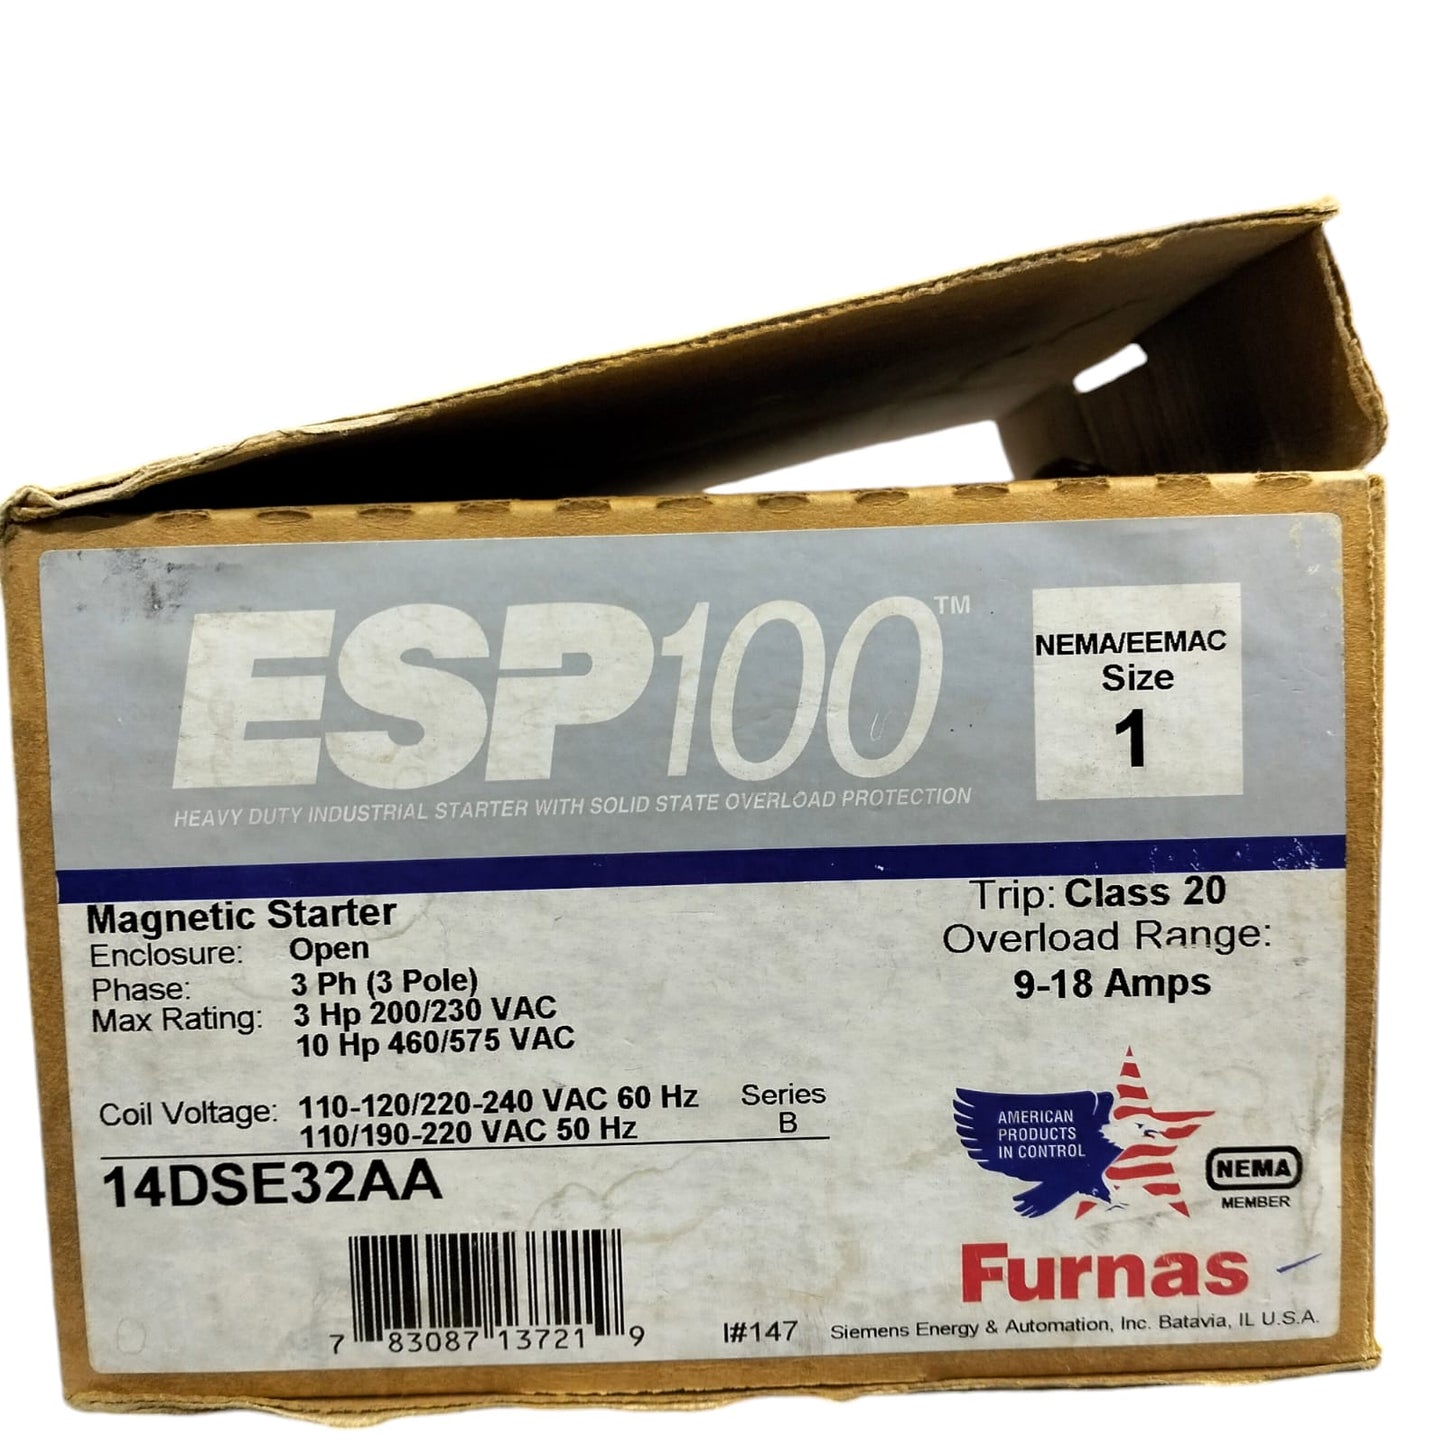 ESP100™
HEAVY DUTY INDUSTRIAL STARTER WITH SOLID STATE OVERLOAD PROTECTION
NEMA/EEMAC
Size
1
Magnetic Starter
Enclosure: Open
Phase: 3 Ph (3 Pole)
Max Rating: 3 Hp 200/230 VAC
10 Hp 460/575 VAC
Trip: Class 20
Overload Range:
9-18 Amps
Coil Voltage: 110-120/220-240 VAC 60 Hz
110/190-220 VAC 50 Hz
Series
B
14DSE32AA
AMERICAN
PRODUCTS
IN CONTROL
NEMA
MEMBER
Furnas
7 83087 13721 9
I#147
Siemens Energy & Automation, Inc. Batavia, IL U.S.A.